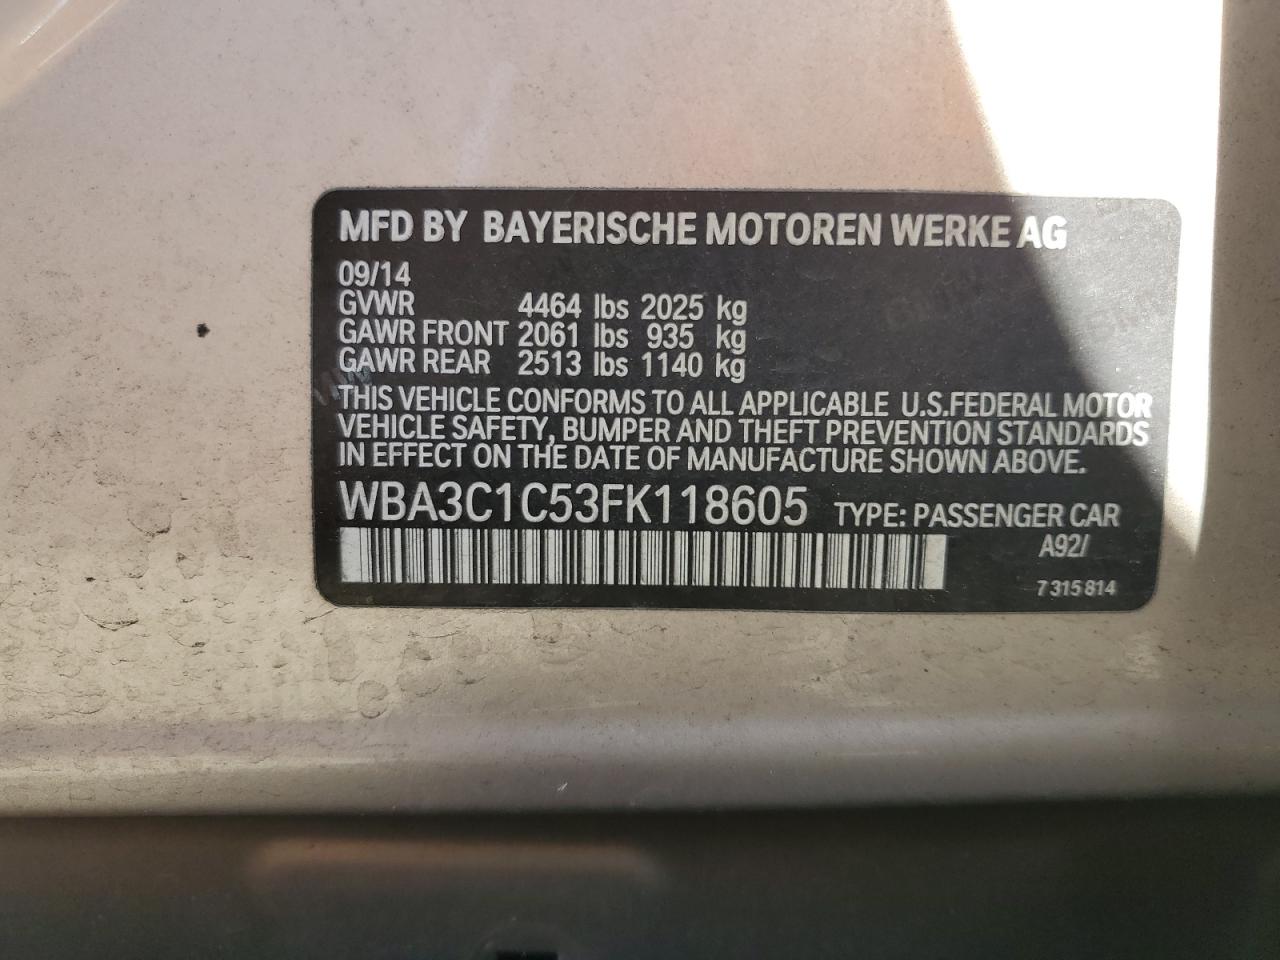 MFD BY BAYERISCHE MOTOREN WERKE AG
09/14
GVWR 4464 lbs 2025 kg
GAWR FRONT 2061 lbs 935 kg
GAWR REAR 2513 lbs 1140 kg
THIS VEHICLE CONFORMS TO ALL APPLICABLE U.S.FEDERAL MOTOR
VEHICLE SAFETY, BUMPER AND THEFT PREVENTION STANDARDS
IN EFFECT ON THE DATE OF MANUFACTURE SHOWN ABOVE.
WBA3C1C53FK118605 TYPE: PASSENGER CAR
A92/
7 315 814